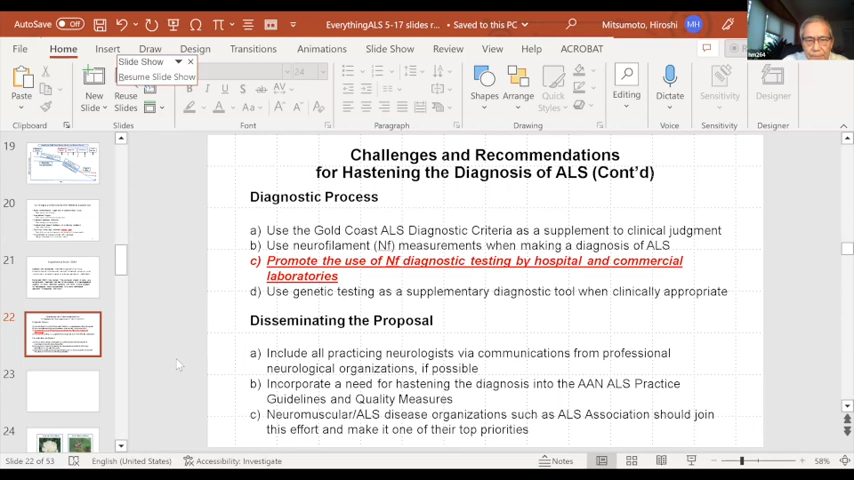 AutoSave Off EverythingALS 5-17 slides r... • Saved to this PC Mitsumoto, Hiroshi MH
hm264
File Home Insert Draw Design Transitions Animations Slide Show Review View Help ACROBAT
Slide Show
Resume Slide Show
24
Paste New Slide Reuse Slides B I U S Shapes Arrange Quick Styles Editing Dictate Sensitivity Designer
Clipboard Slides Font Paragraph Drawing Voice Sensitivity Designer
19
20
21
22
23
24
Challenges and Recommendations
for Hastening the Diagnosis of ALS (Cont'd)
Diagnostic Process
a) Use the Gold Coast ALS Diagnostic Criteria as a supplement to clinical judgment
b) Use neurofilament (Nf) measurements when making a diagnosis of ALS
c) Promote the use of Nf diagnostic testing by hospital and commercial
laboratories
d) Use genetic testing as a supplementary diagnostic tool when clinically appropriate
Disseminating the Proposal
a) Include all practicing neurologists via communications from professional
neurological organizations, if possible
b) Incorporate a need for hastening the diagnosis into the AAN ALS Practice
Guidelines and Quality Measures
c) Neuromuscular/ALS disease organizations such as ALS Association should join
this effort and make it one of their top priorities
Slide 22 of 53 English (United States) Accessibility: Investigate Notes 58%